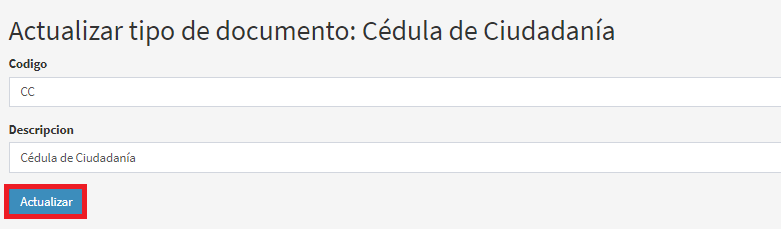 Actualizar tipo de documento: Cédula de Ciudadanía
Codigo
CC
Descripcion
Cédula de Ciudadanía
Actualizar